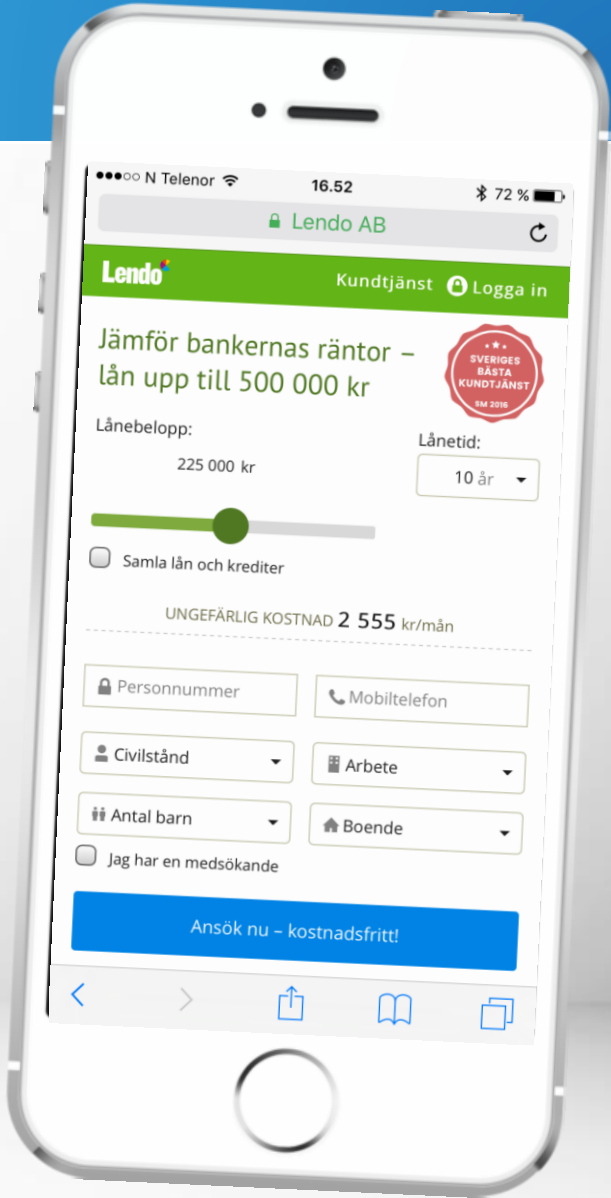 N Telenor 16.52 72 %
Lendo AB
Lendo Kundtjänst Logga in
Jämför bankernas räntor –
lån upp till 500 000 kr
SVERIGES
BÄSTA
KUNDTJÄNST
SM 2016
Lånebelopp:
Lånetid:
225 000 kr
10 år
Samla lån och krediter
UNGEFÄRLIG KOSTNAD 2 555 kr/mån
Personnummer
Mobiltelefon
Civilstånd
Arbete
Antal barn
Boende
Jag har en medsökande
Ansök nu – kostnadsfritt!